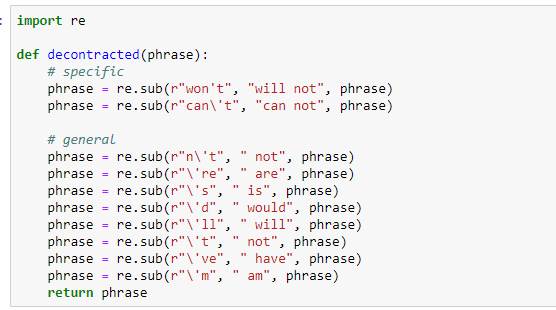 import re
def decontracted(phrase):
    # specific
    phrase = re.sub(r"won't", "will not", phrase)
    phrase = re.sub(r"can\'t", "can not", phrase)
    # general
    phrase = re.sub(r"n\'t", " not", phrase)
    phrase = re.sub(r"\'re", " are", phrase)
    phrase = re.sub(r"\'s", " is", phrase)
    phrase = re.sub(r"\'d", " would", phrase)
    phrase = re.sub(r"\'ll", " will", phrase)
    phrase = re.sub(r"\'t", " not", phrase)
    phrase = re.sub(r"\'ve", " have", phrase)
    phrase = re.sub(r"\'m", " am", phrase)
    return phrase